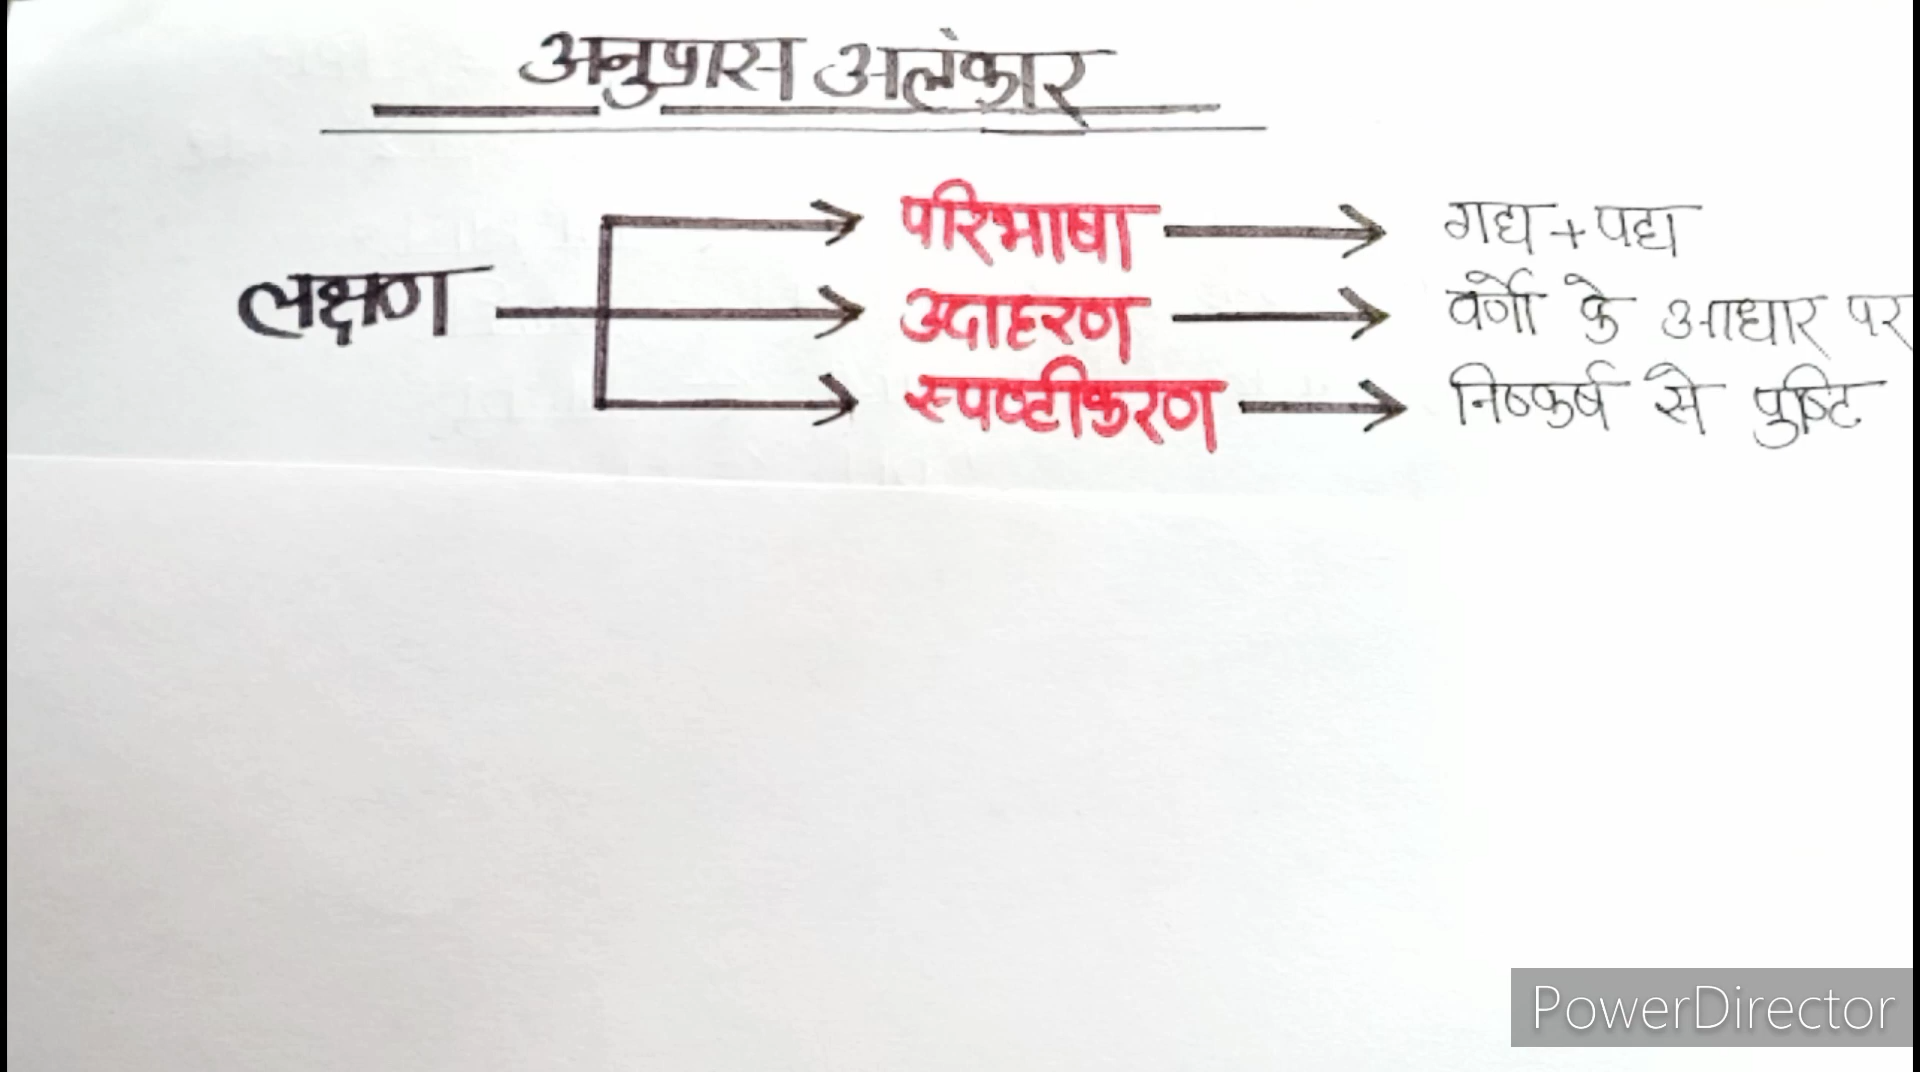 अनुप्रास अलंकार
परिभाषा → गद्य + पद्य
लक्षण → उदाहरण → वर्णो के आधार पर
स्पष्टीकरण → निष्कर्ष से पुष्टि
PowerDirector